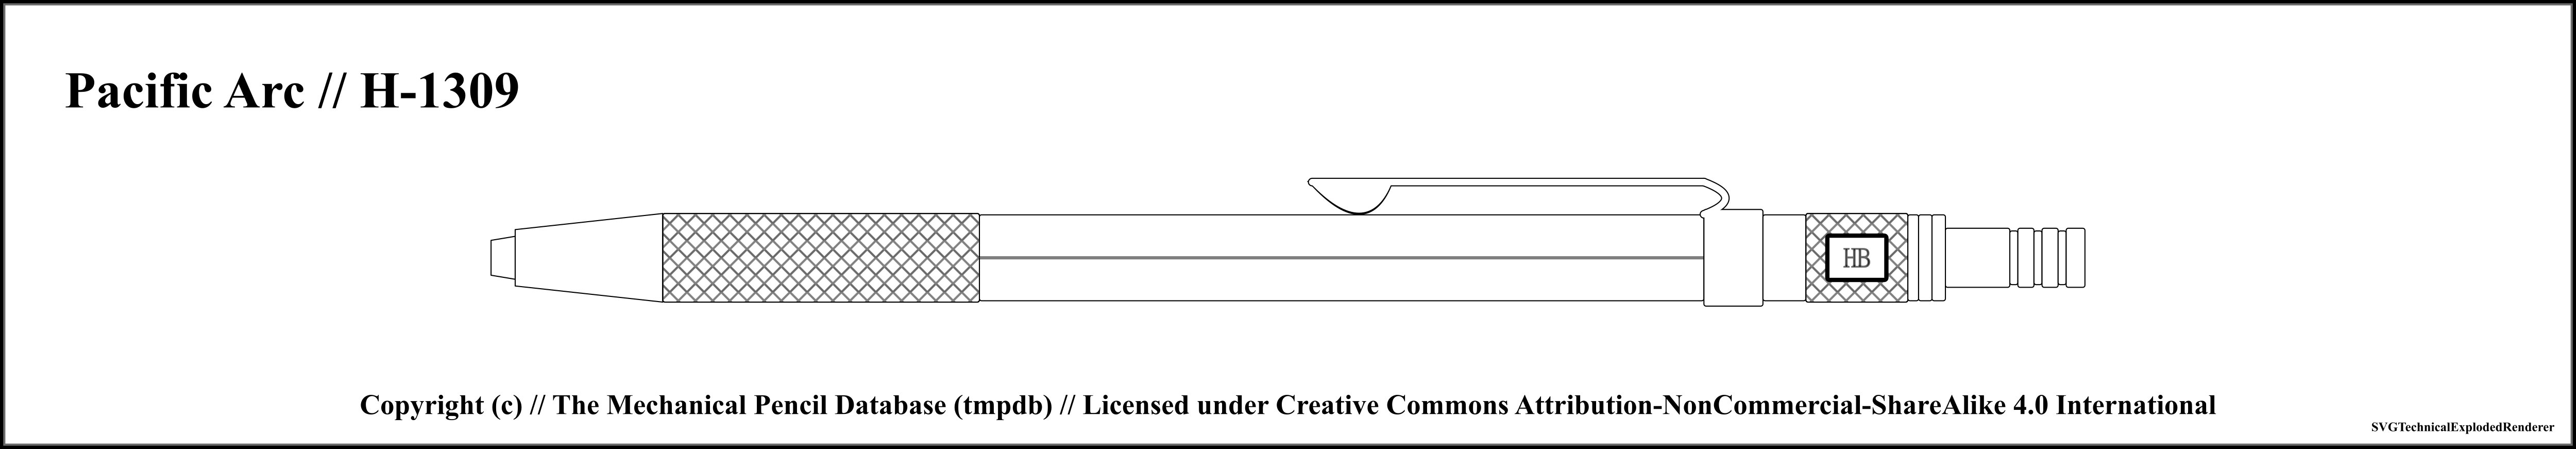 Pacific Arc // H-1309
HB
Copyright (c) // The Mechanical Pencil Database (tmpdb) // Licensed under Creative Commons Attribution-NonCommercial-ShareAlike 4.0 International
SVGTechnicalExplodedRenderer